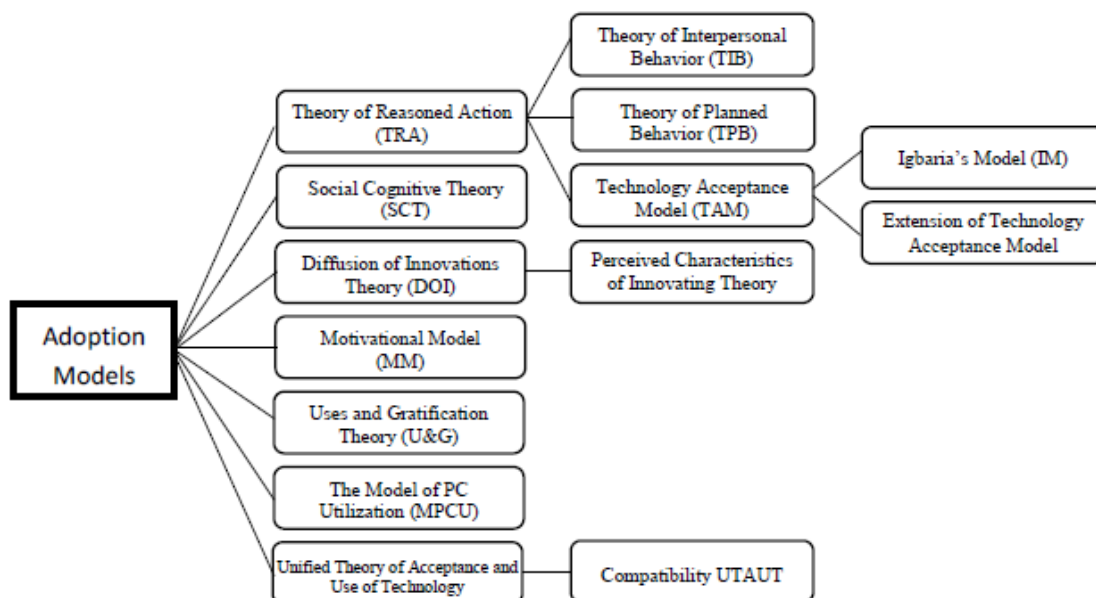 Adoption
Models
Theory of Reasoned Action
(TRA)
Social Cognitive Theory
(SCT)
Diffusion of Innovations
Theory (DOI)
Motivational Model
(MM)
Uses and Gratification
Theory (U&G)
The Model of PC
Utilization (MPCU)
Unified Theory of Acceptance and
Use of Technology
Theory of Interpersonal
Behavior (TIB)
Theory of Planned
Behavior (TPB)
Technology Acceptance
Model (TAM)
Perceived Characteristics
of Innovating Theory
Compatibility UTAUT
Igbaria's Model (IM)
Extension of Technology
Acceptance Model